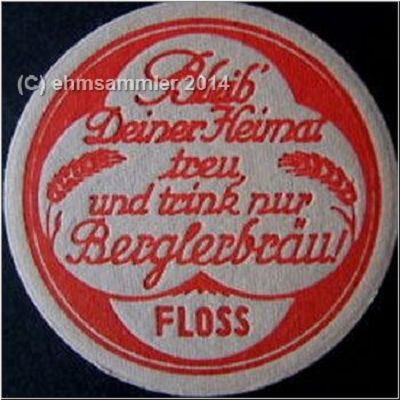 (C) ehmsammler 2014
Bleib'
Deiner Heimat
treu,
und trink nur
Berglerbräu!
FLOSS